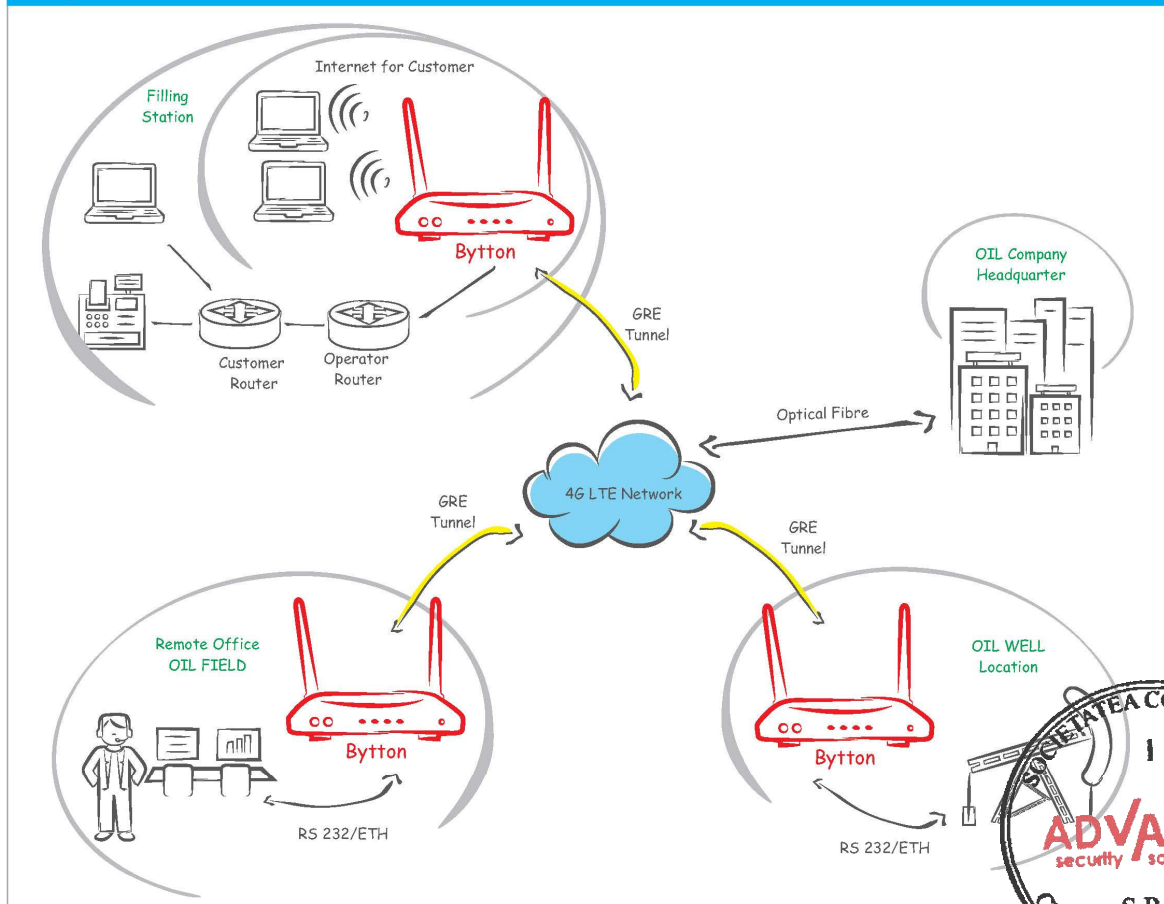 Internet for Customer
Filling
Station
Bytton
Customer
Router
Operator
Router
GRE
Tunnel
OIL Company
Headquarter
Optical Fibre
4G LTE Network
GRE
Tunnel
GRE
Tunnel
Remote Office
OIL FIELD
Bytton
RS 232/ETH
OIL WELL
Location
Bytton
RS 232/ETH
SOCIETATEA
security